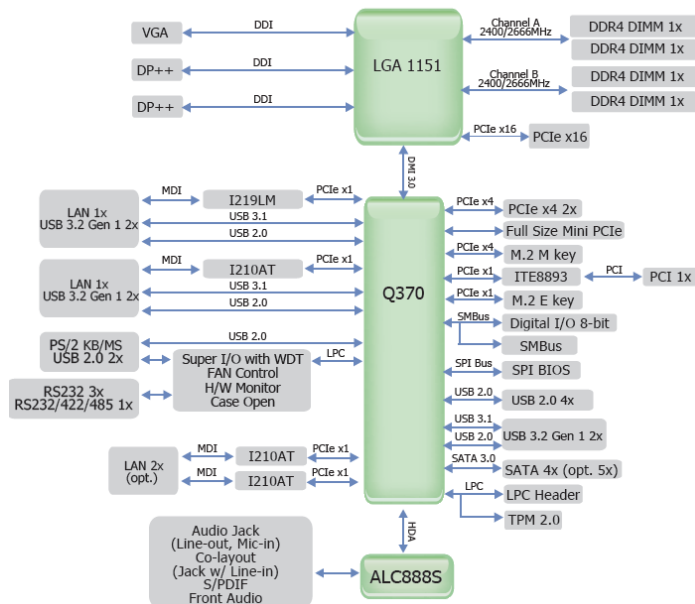 VGA
DDI
DP++
DDI
DP++
DDI
LGA 1151
Channel A
2400/2666MHz
DDR4 DIMM 1x
DDR4 DIMM 1x
Channel B
2400/2666MHz
DDR4 DIMM 1x
DDR4 DIMM 1x
PCIe x16
PCIe x16
DMI 3.0
LAN 1x
USB 3.2 Gen 1 2x
MDI
I219LM
PCIe x1
USB 3.1
USB 2.0
LAN 1x
USB 3.2 Gen 1 2x
MDI
I210AT
PCIe x1
USB 3.1
USB 2.0
PS/2 KB/MS
USB 2.0 2x
USB 2.0
Super I/O with WDT
FAN Control
H/W Monitor
Case Open
LPC
RS232 3x
RS232/422/485 1x
LAN 2x
(opt.)
MDI
I210AT
PCIe x1
MDI
I210AT
PCIe x1
Q370
PCIe x4
PCIe x4 2x
Full Size Mini PCIe
PCIe x4
M.2 M key
PCIe x1
ITE8893
PCI
PCI 1x
PCIe x1
M.2 E key
SMBus
Digital I/O 8-bit
SMBus
SPI Bus
SPI BIOS
USB 2.0
USB 2.0 4x
USB 3.1
USB 2.0
USB 3.2 Gen 1 2x
SATA 3.0
SATA 4x (opt. 5x)
LPC
LPC Header
TPM 2.0
HDA
Audio Jack
(Line-out, Mic-in)
Co-layout
(Jack w/ Line-in)
S/PDIF
Front Audio
ALC888S